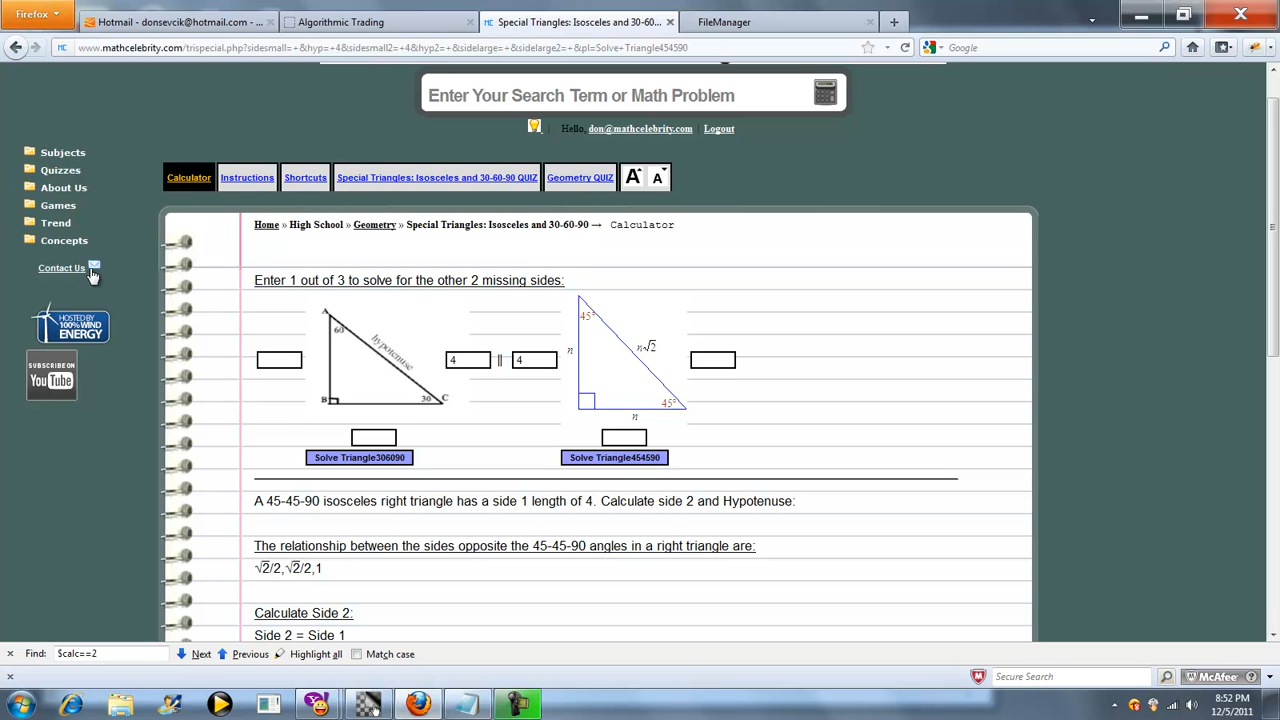 Firefox
Hotmail - donsevcik@hotmail.com - ...
Algorithmic Trading
Special Triangles: Isosceles and 30-60...
FileManager
www.mathcelebrity.com/trispecial.php?sidesmall=+&hyp=+4&sidesmall2=+4&hyp2=+&sidelarge=+&sidelarge2=+&pl=Solve+Triangle454590
Google
Enter Your Search Term or Math Problem
Hello, don@mathcelebrity.com Logout
Subjects
Quizzes
About Us
Games
Trend
Concepts
Contact Us
HOSTED BY
100% WIND
ENERGY
SUBSCRIBE ON
YouTube
Calculator
Instructions
Shortcuts
Special Triangles: Isosceles and 30-60-90 QUIZ
Geometry QUIZ
A A
Home » High School » Geometry » Special Triangles: Isosceles and 30-60-90 → Calculator
Enter 1 out of 3 to solve for the other 2 missing sides:
A
60
hypotenuse
B
30
C
4 || 4
45°
n
n√2
45°
n
Solve Triangle306090
Solve Triangle454590
A 45-45-90 isosceles right triangle has a side 1 length of 4. Calculate side 2 and Hypotenuse:
The relationship between the sides opposite the 45-45-90 angles in a right triangle are:
√2/2,√2/2,1
Calculate Side 2:
Side 2 = Side 1
Find: $calc==2 Next Previous Highlight all Match case
Secure Search
McAfee
8:52 PM
12/5/2011